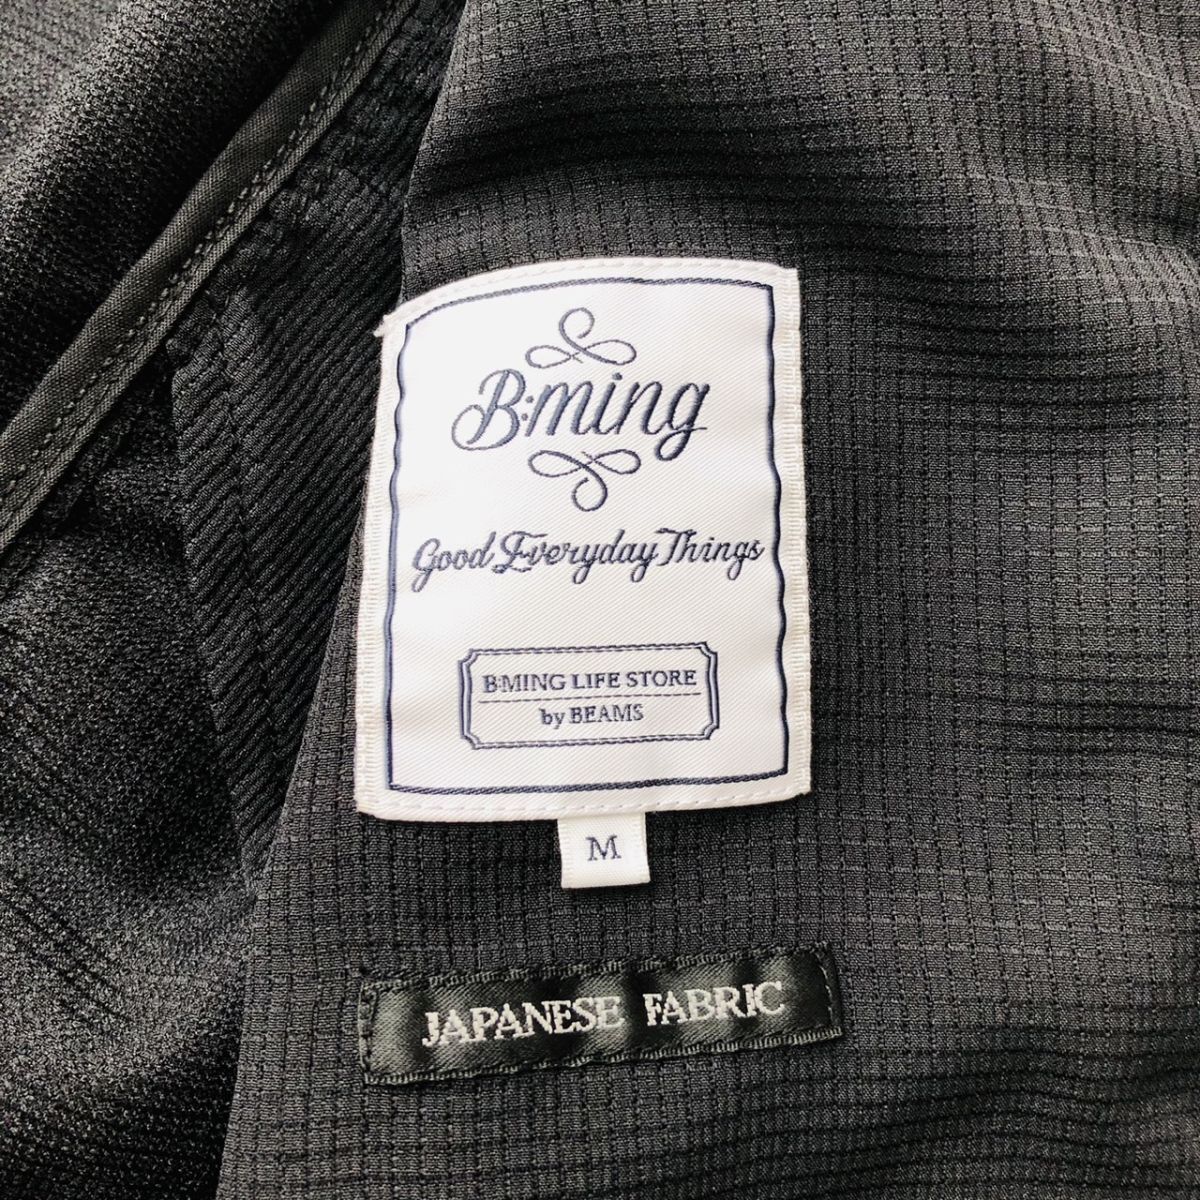 B:ming
Good Everyday Things
B:MING LIFE STORE
by BEAMS
M
JAPANESE FABRIC